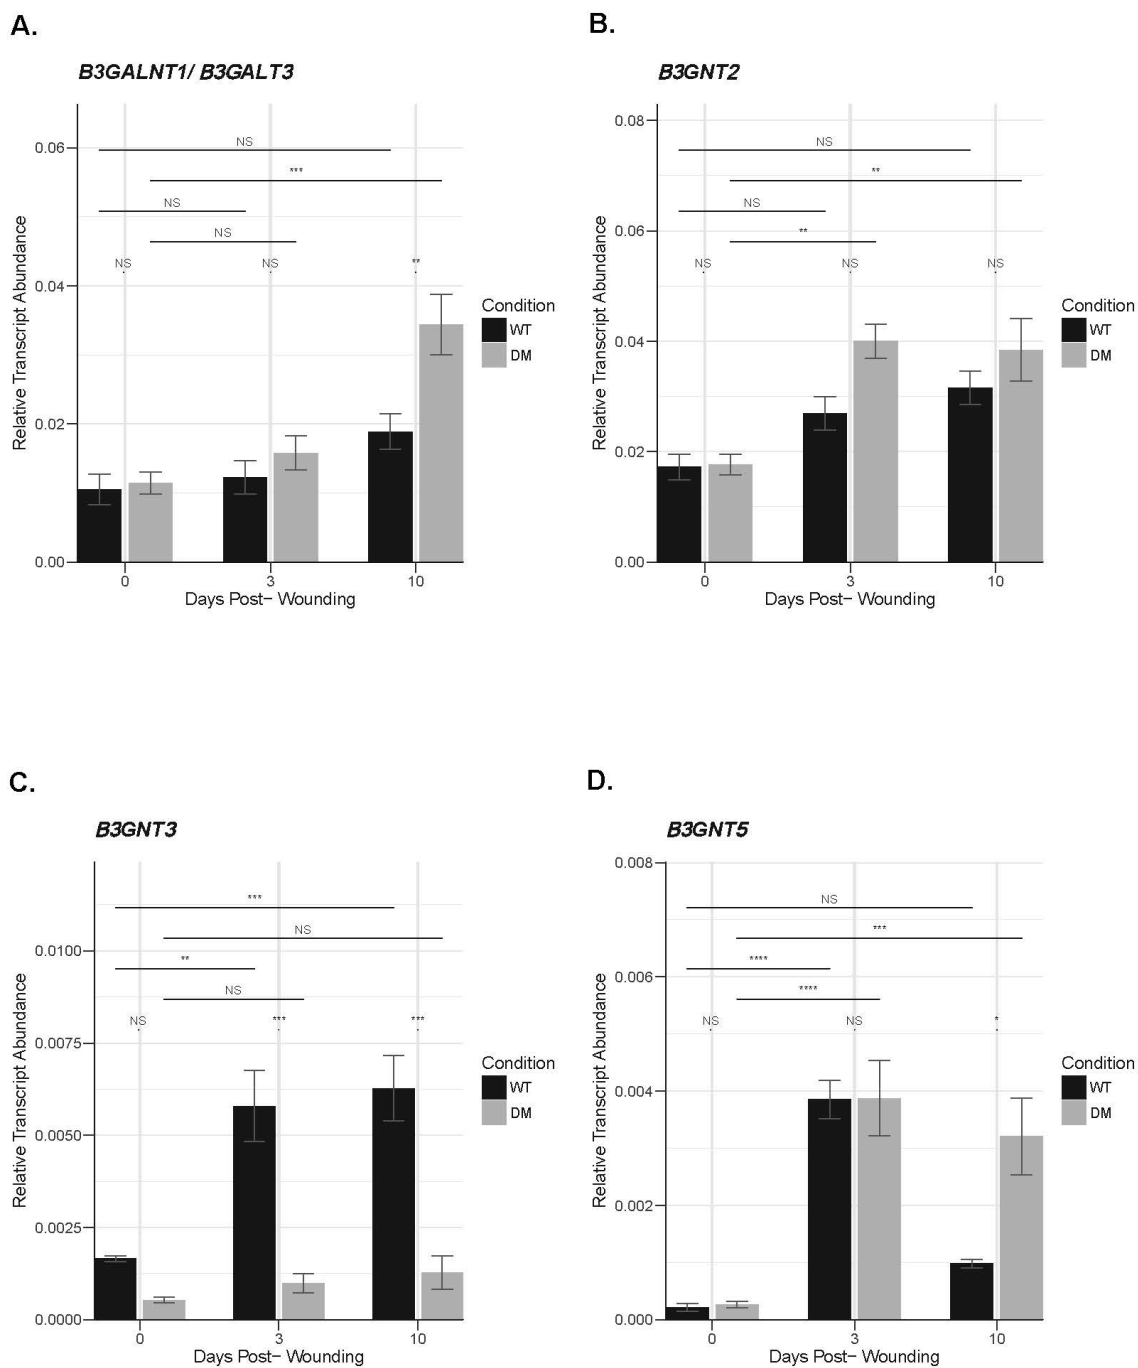 A.
B3GALNT1/ B3GALT3
0.06
0.04
0.02
0.00
Relative Transcript Abundance
NS
***
NS
NS
NS
NS
**
0
3
10
Days Post− Wounding
Condition
WT
DM
B.
B3GNT2
0.08
0.06
0.04
0.02
0.00
Relative Transcript Abundance
NS
**
NS
**
NS
NS
NS
0
3
10
Days Post− Wounding
Condition
WT
DM
C.
B3GNT3
0.0100
0.0075
0.0050
0.0025
0.0000
Relative Transcript Abundance
***
NS
**
NS
NS
***
***
0
3
10
Days Post− Wounding
Condition
WT
DM
D.
B3GNT5
0.008
0.006
0.004
0.002
0.000
Relative Transcript Abundance
NS
***
****
****
NS
NS
*
0
3
10
Days Post− Wounding
Condition
WT
DM